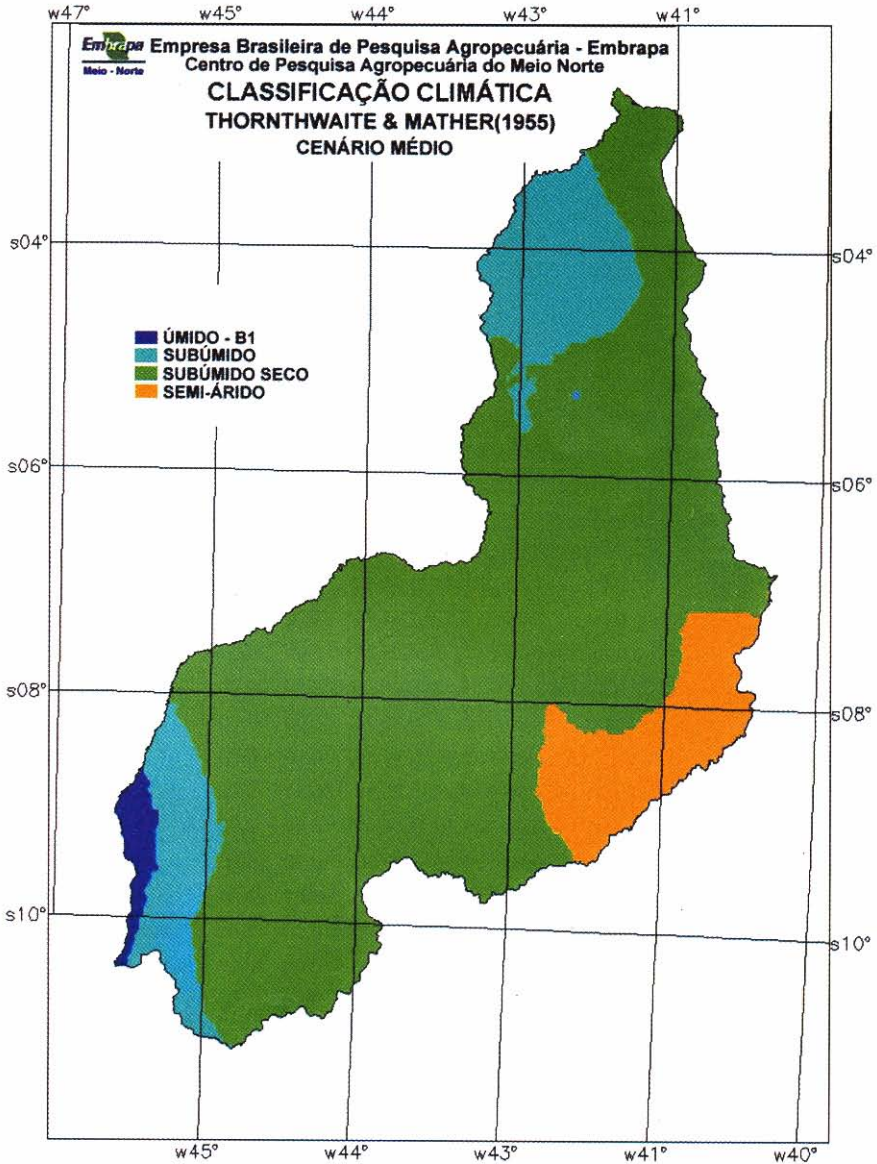 w47° w45° w44° w43° w41°
Embrapa Empresa Brasileira de Pesquisa Agropecuária - Embrapa
Meio - Norte Centro de Pesquisa Agropecuária do Meio Norte
CLASSIFICAÇÃO CLIMÁTICA
THORNTHWAITE & MATHER(1955)
CENÁRIO MÉDIO
s04° s04°
ÚMIDO - B1
SUBÚMIDO
SUBÚMIDO SECO
SEMI-ÁRIDO
s06° s06°
s08° s08°
s10° s10°
w45° w44° w43° w41° w40°